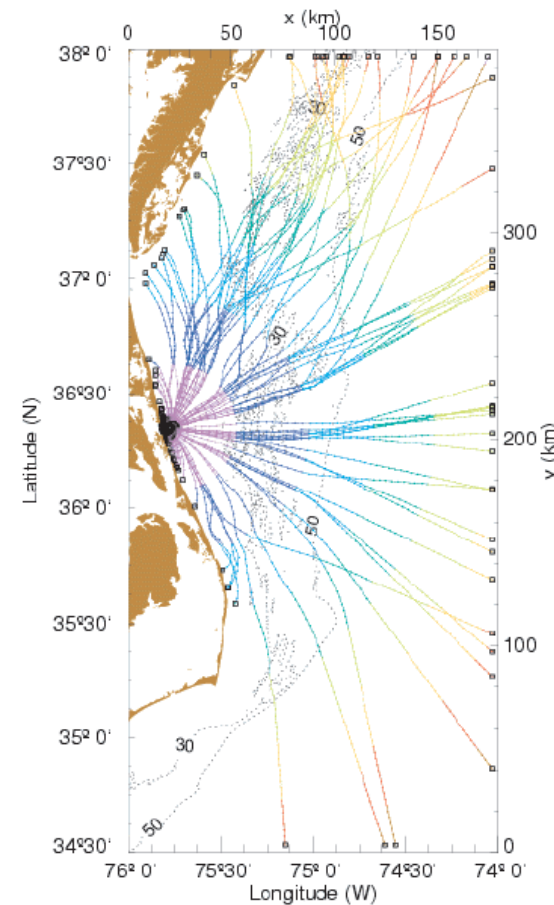 x (km)
0 50 100 150
38º 0'
30
50
37º30'
300
37º 0'
30
36º30'
Latitude (N)
200
y (km)
36º 0'
50
35º30'
100
35º 0'
30
50
34º30'
0
76º 0' 75º30' 75º 0' 74º30' 74º 0'
Longitude (W)